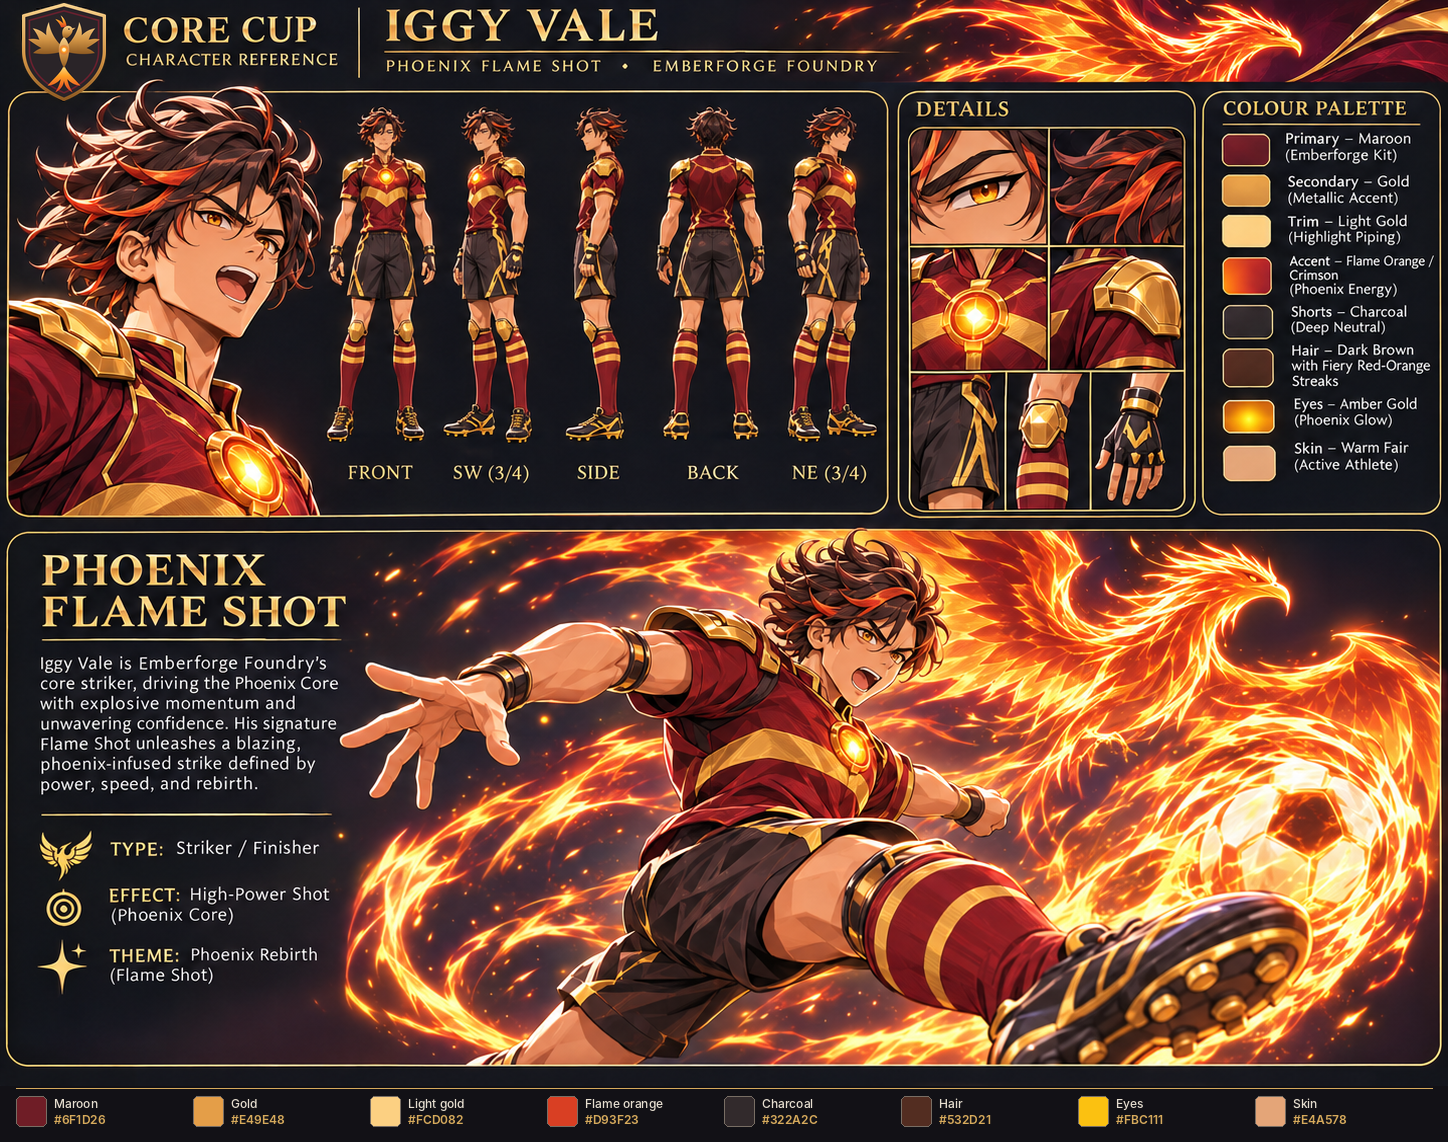 CORE CUP
CHARACTER REFERENCE
IGGY VALE
PHOENIX FLAME SHOT • EMBERFORGE FOUNDRY
FRONT
SW (3/4)
SIDE
BACK
NE (3/4)
DETAILS
COLOUR PALETTE
Primary – Maroon
(Emberforge Kit)
Secondary – Gold
(Metallic Accent)
Trim – Light Gold
(Highlight Piping)
Accent – Flame Orange /
Crimson
(Phoenix Energy)
Shorts – Charcoal
(Deep Neutral)
Hair – Dark Brown
with Fiery Red-Orange
Streaks
Eyes – Amber Gold
(Phoenix Glow)
Skin – Warm Fair
(Active Athlete)
PHOENIX
FLAME SHOT
Iggy Vale is Emberforge Foundry's
core striker, driving the Phoenix Core
with explosive momentum and
unwavering confidence. His signature
Flame Shot unleashes a blazing,
phoenix-infused strike defined by
power, speed, and rebirth.
TYPE: Striker / Finisher
EFFECT: High-Power Shot
(Phoenix Core)
THEME: Phoenix Rebirth
(Flame Shot)
Maroon
#6F1D26
Gold
#E49E48
Light gold
#FCD082
Flame orange
#D93F23
Charcoal
#322A2C
Hair
#532D21
Eyes
#FBC111
Skin
#E4A578